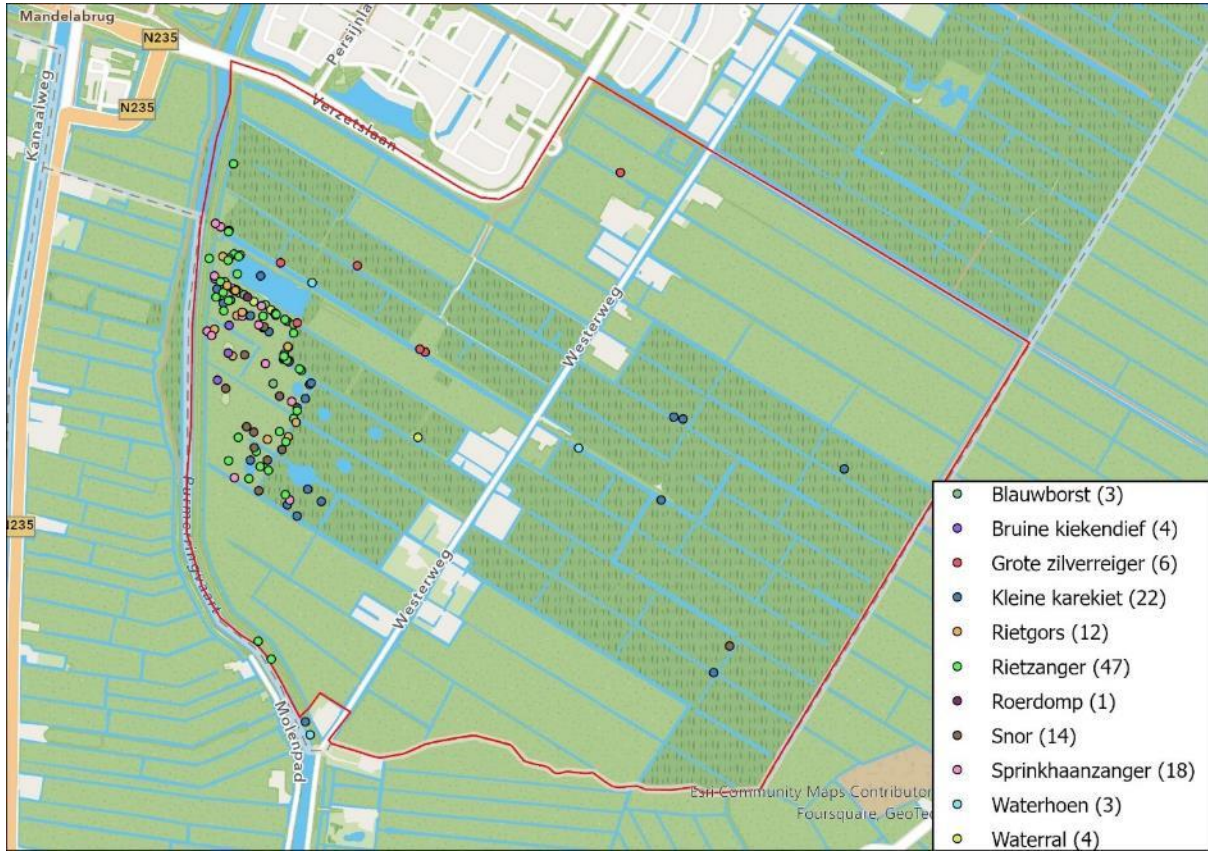 Mandelabrug
N235
N235
Kanaalweg
Persijnla
Verzetslaan
Westerweg
Westerweg
Purmerringvaart
Molenpad
N235
Blauwborst (3)
Bruine kiekendief (4)
Grote zilverreiger (6)
Kleine karekiet (22)
Rietgors (12)
Rietzanger (47)
Roerdomp (1)
Snor (14)
Sprinkhaanzanger (18)
Waterhoen (3)
Waterral (4)
Esri Community Maps Contributor
Foursquare, GeoTec